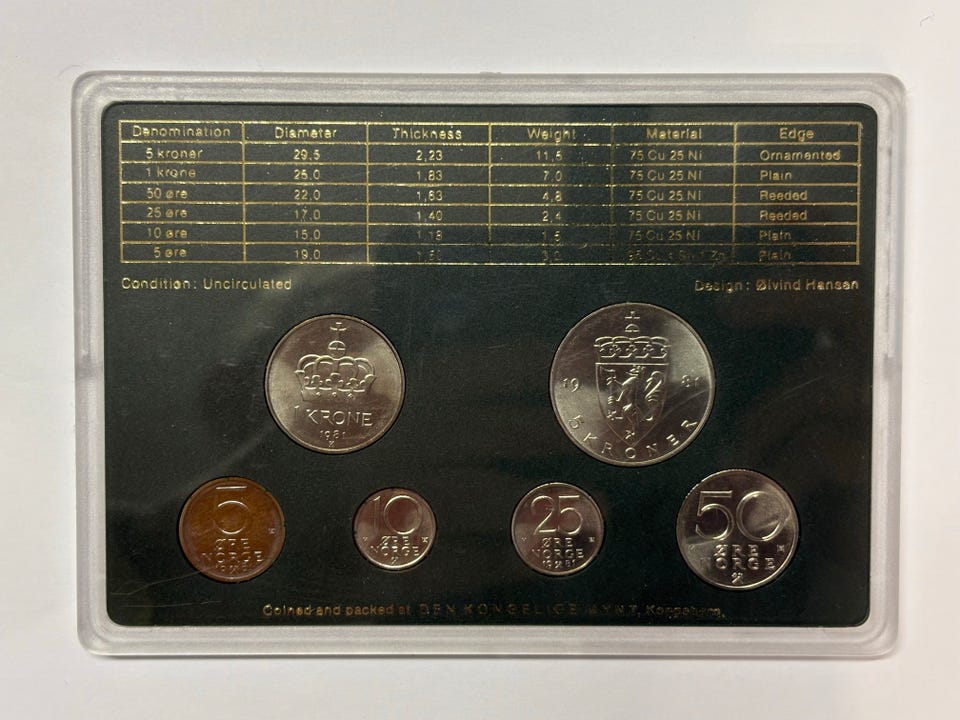 Denomination Diameter Thickness Weight Material Edge
5 kroner 29,5 2,23 11,5 75 Cu 25 Ni Ornamented
1 krone 25,0 1,83 7,0 75 Cu 25 Ni Plain
50 øre 22,0 1,63 4,8 75 Cu 25 Ni Reeded
25 øre 17,0 1,40 2,4 75 Cu 25 Ni Reeded
10 øre 15,0 1,18 1,5 75 Cu 25 Ni Plain
5 øre 19,0 Plain
Condition: Uncirculated Design: Øivind Hansen
1 KRONE
1981
K
19 81
5 KRONER
5
ØRE
NORGE
10
ØRE
NORGE
25
ØRE
NORGE
1981
50
ØRE
NORGE
Coined and packed at DEN KONGELIGE MYNT, Kongsberg.